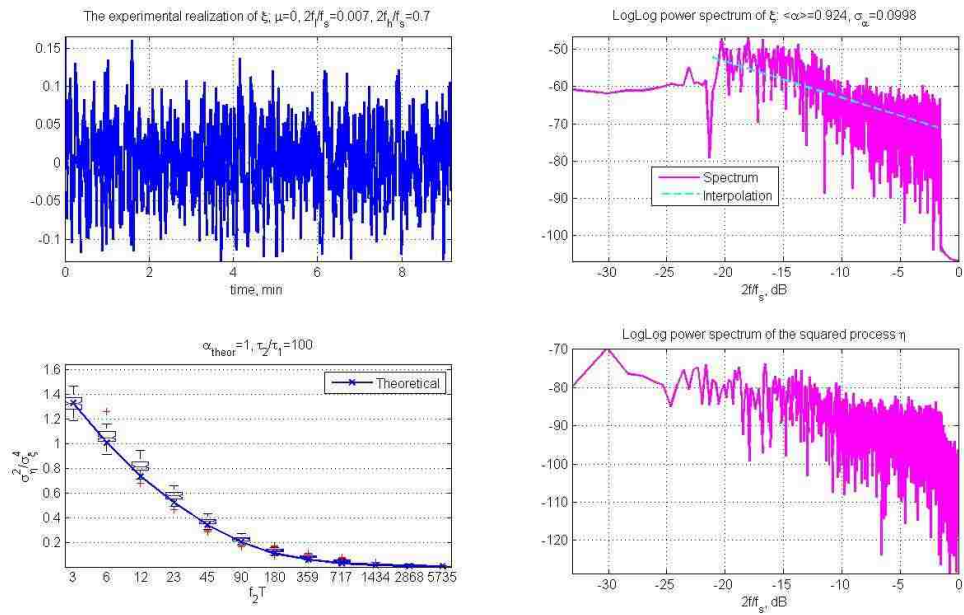 The experimental realization of ξ; μ=0, 2f_l/f_s=0.007, 2f_h/f_s=0.7
0.15
0.1
0.05
0
-0.05
-0.1
0 2 4 6 8
time, min
LogLog power spectrum of ξ: <α>=0.924, σ_α=0.0998
-50
-60
-70
-80
-90
-100
Spectrum
Interpolation
-30 -25 -20 -15 -10 -5 0
2f/f_s, dB
α_theor=1, τ_2/τ_1=100
σ_η^2/σ_ξ^4
1.6
1.4
1.2
1
0.8
0.6
0.4
0.2
Theoretical
3 6 12 23 45 90 180 359 717 1434 2868 5735
f_2T
LogLog power spectrum of the squared process η
-70
-80
-90
-100
-110
-120
-30 -25 -20 -15 -10 -5 0
2f/f_s, dB